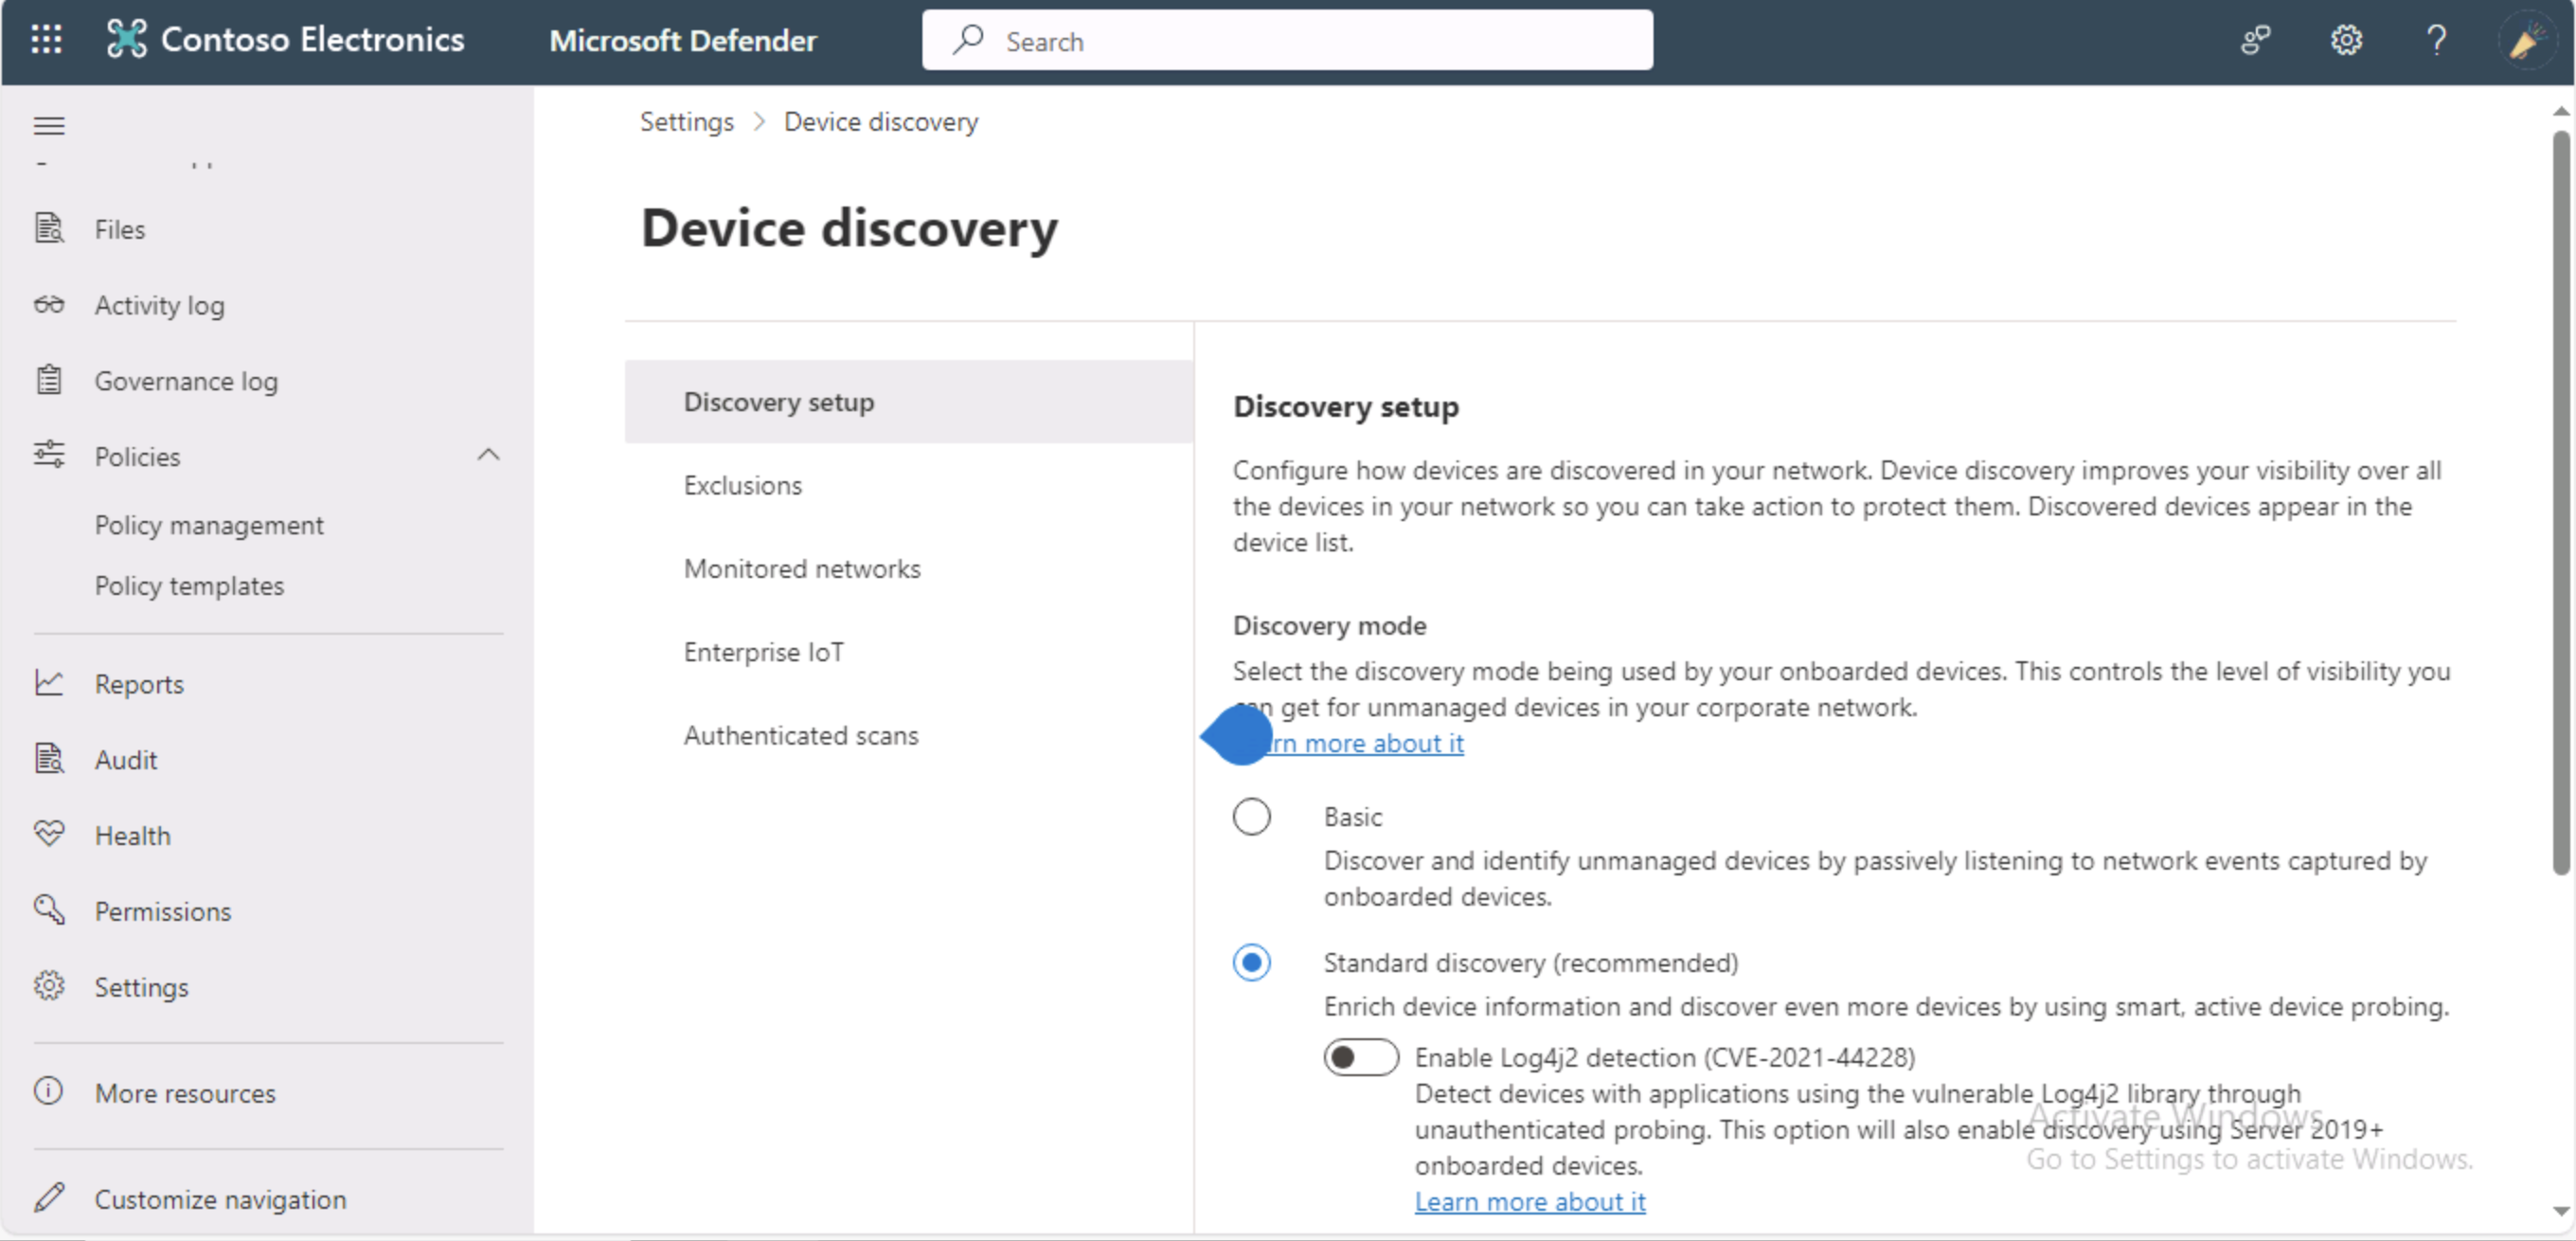 Contoso Electronics
Microsoft Defender
Search
Settings > Device discovery
Device discovery
Files
Activity log
Governance log
Policies
Policy management
Policy templates
Reports
Audit
Health
Permissions
Settings
More resources
Customize navigation
Discovery setup
Exclusions
Monitored networks
Enterprise IoT
Authenticated scans
Discovery setup
Configure how devices are discovered in your network. Device discovery improves your visibility over all
the devices in your network so you can take action to protect them. Discovered devices appear in the
device list.
Discovery mode
Select the discovery mode being used by your onboarded devices. This controls the level of visibility you
get for unmanaged devices in your corporate network.
more about it
Basic
Discover and identify unmanaged devices by passively listening to network events captured by
onboarded devices.
Standard discovery (recommended)
Enrich device information and discover even more devices by using smart, active device probing.
Enable Log4j2 detection (CVE-2021-44228)
Detect devices with applications using the vulnerable Log4j2 library through
unauthenticated probing. This option will also enable discovery using Server 2019+
onboarded devices.
Learn more about it
Activate Windows
Go to Settings to activate Windows.